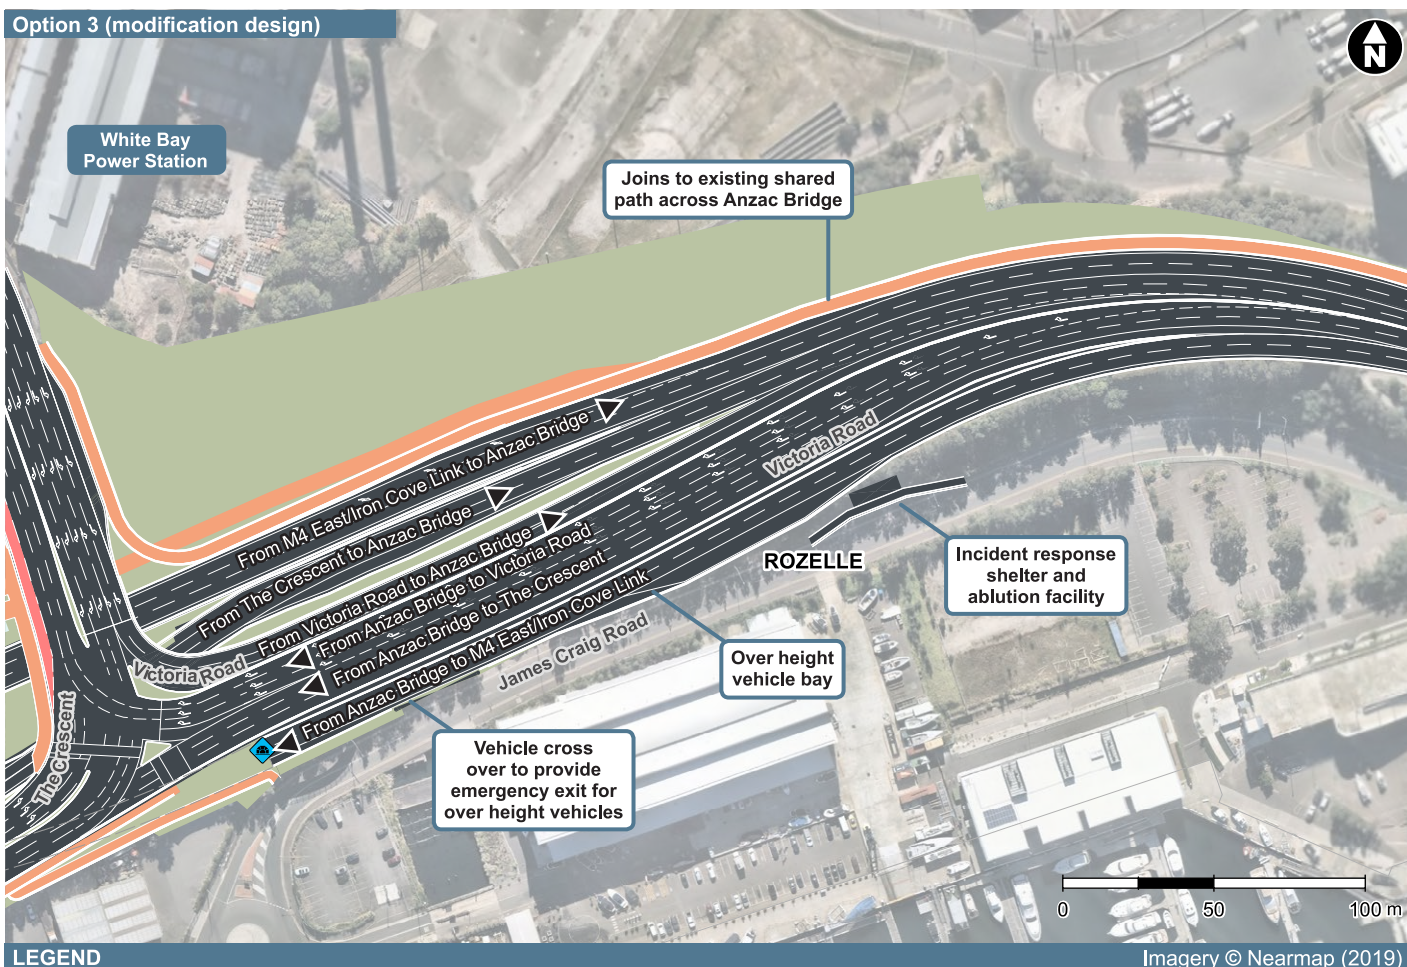 Option 3 (modification design)
N
White Bay
Power Station
Joins to existing shared
path across Anzac Bridge
From M4 East/Iron Cove Link to Anzac Bridge
From The Crescent to Anzac Bridge
From Victoria Road to Anzac Bridge
From Anzac Bridge to Victoria Road
From Anzac Bridge to The Crescent
From Anzac Bridge to M4 East/Iron Cove Link
Victoria Road
Victoria Road
The Crescent
James Craig Road
ROZELLE
Incident response
shelter and
ablution facility
Over height
vehicle bay
Vehicle cross
over to provide
emergency exit for
over height vehicles
0 50 100 m
LEGEND
Imagery © Nearmap (2019)